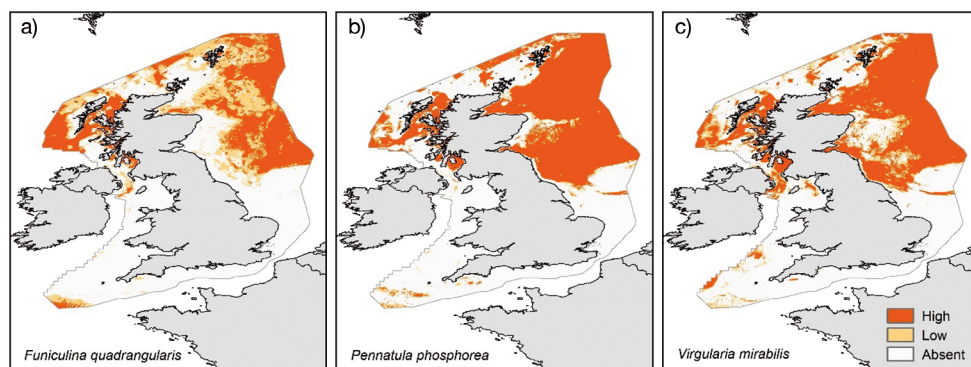 a)
b)
c)
Funiculina quadrangularis
Pennatula phosphorea
Virgularia mirabilis
High
Low
Absent